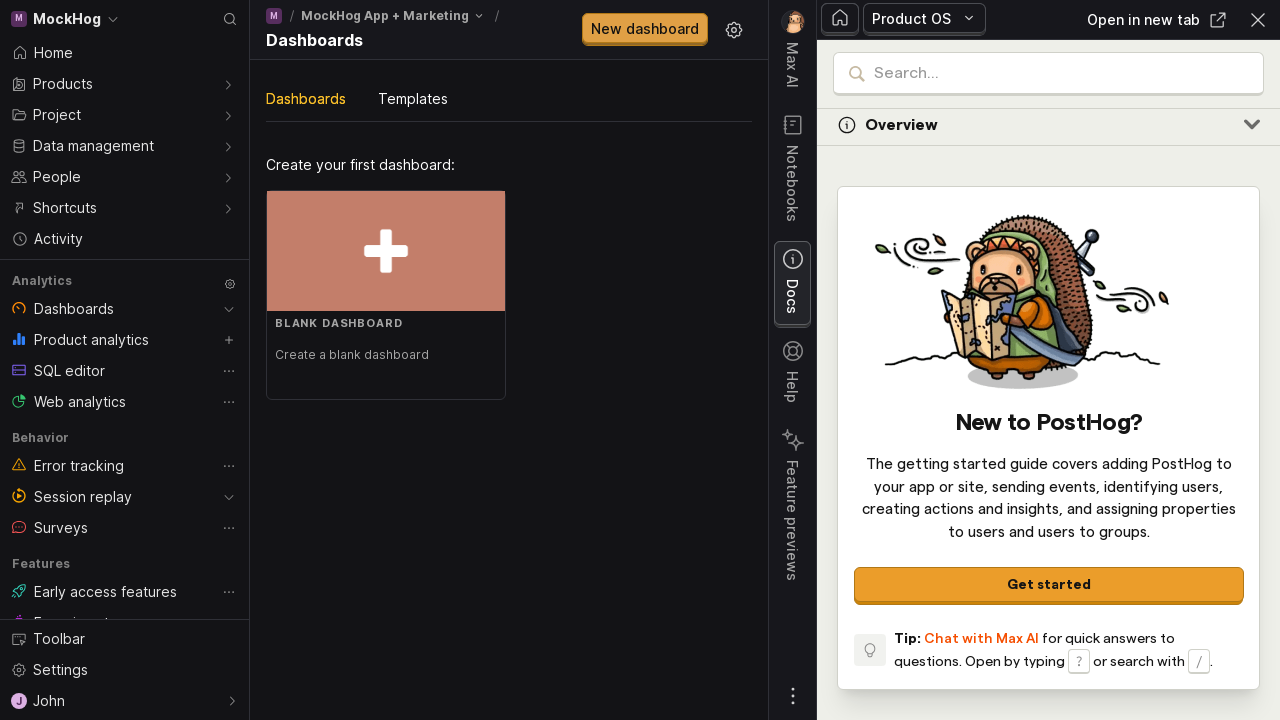 M MockHog
Home
Products
Project
Data management
People
Shortcuts
Activity
Analytics
Dashboards
Product analytics
SQL editor
Web analytics
Behavior
Error tracking
Session replay
Surveys
Features
Early access features
Toolbar
Settings
J John
M / MockHog App + Marketing /
Dashboards
New dashboard
Dashboards Templates
Create your first dashboard:
BLANK DASHBOARD
Create a blank dashboard
Max AI
Notebooks
Docs
Help
Feature previews
Product OS
Open in new tab
Search...
Overview
New to PostHog?
The getting started guide covers adding PostHog to
your app or site, sending events, identifying users,
creating actions and insights, and assigning properties
to users and users to groups.
Get started
Tip: Chat with Max AI for quick answers to
questions. Open by typing ? or search with / .